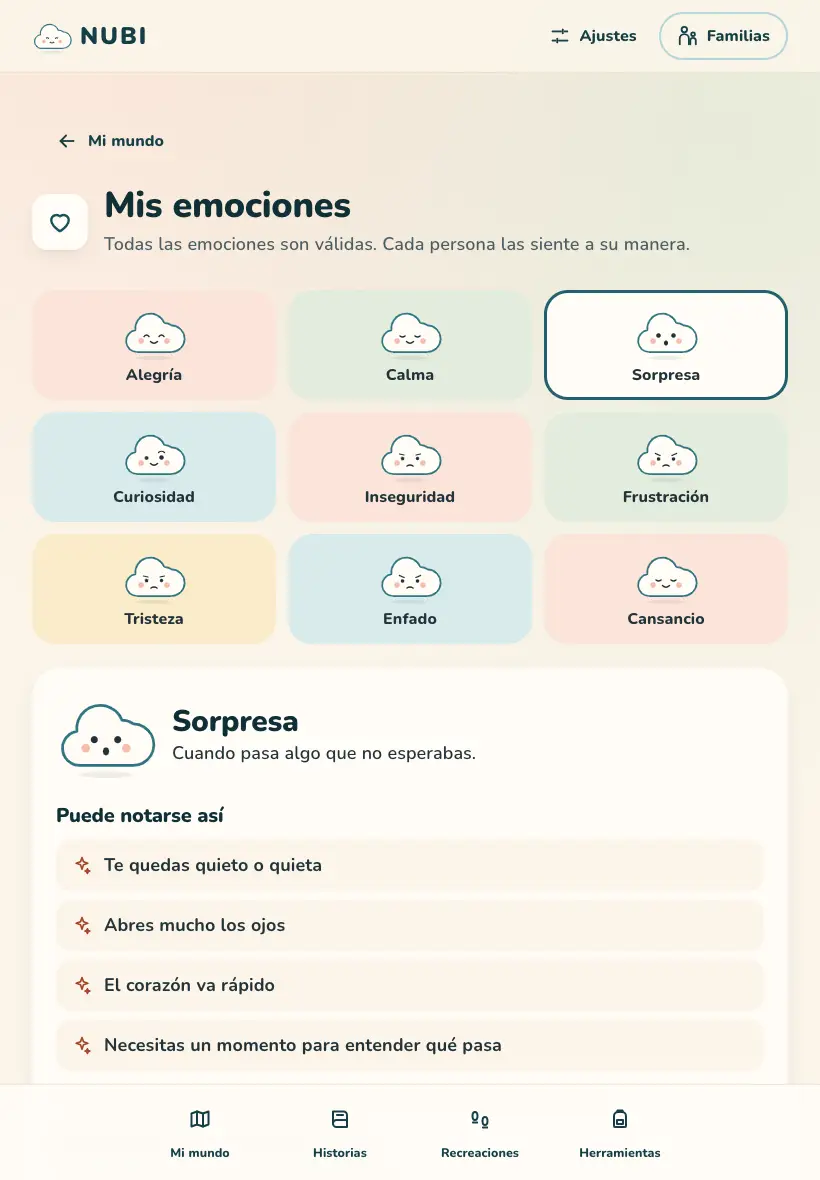 NUBI
Ajustes
Familias
Mi mundo
Mis emociones
Todas las emociones son válidas. Cada persona las siente a su manera.
Alegría
Calma
Sorpresa
Curiosidad
Inseguridad
Frustración
Tristeza
Enfado
Cansancio
Sorpresa
Cuando pasa algo que no esperabas.
Puede notarse así
Te quedas quieto o quieta
Abres mucho los ojos
El corazón va rápido
Necesitas un momento para entender qué pasa
Mi mundo
Historias
Recreaciones
Herramientas